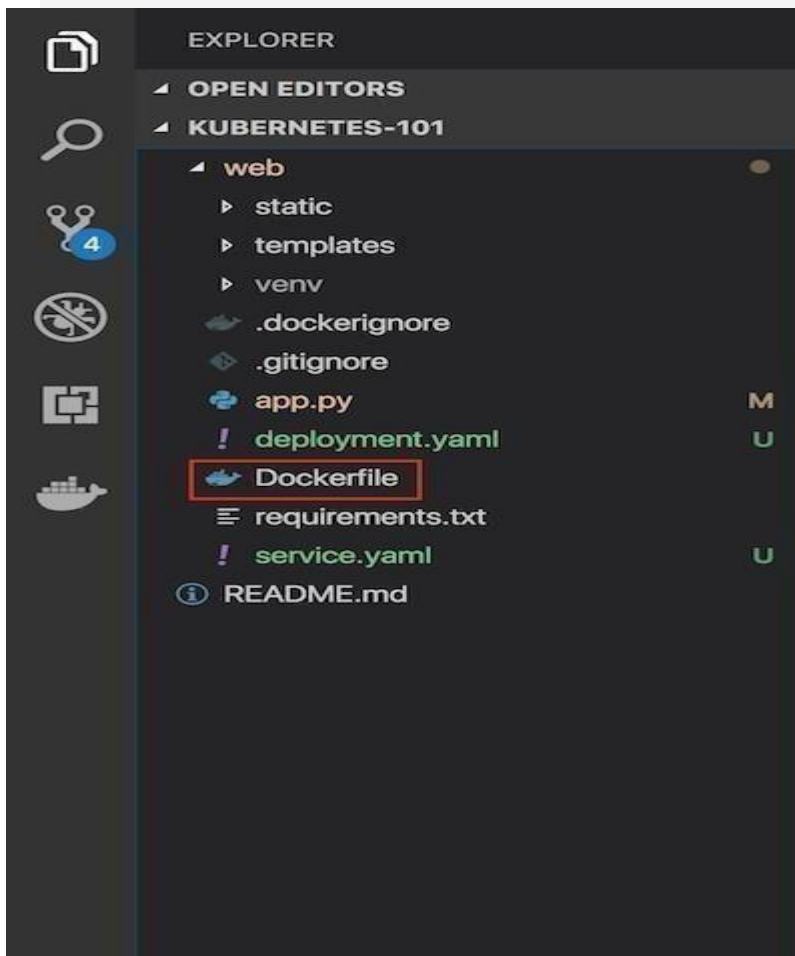 EXPLORER
OPEN EDITORS
KUBERNETES-101
web
static
templates
venv
4
.dockerignore
.gitignore
app.py M
deployment.yaml U
Dockerfile
requirements.txt
service.yaml U
README.md